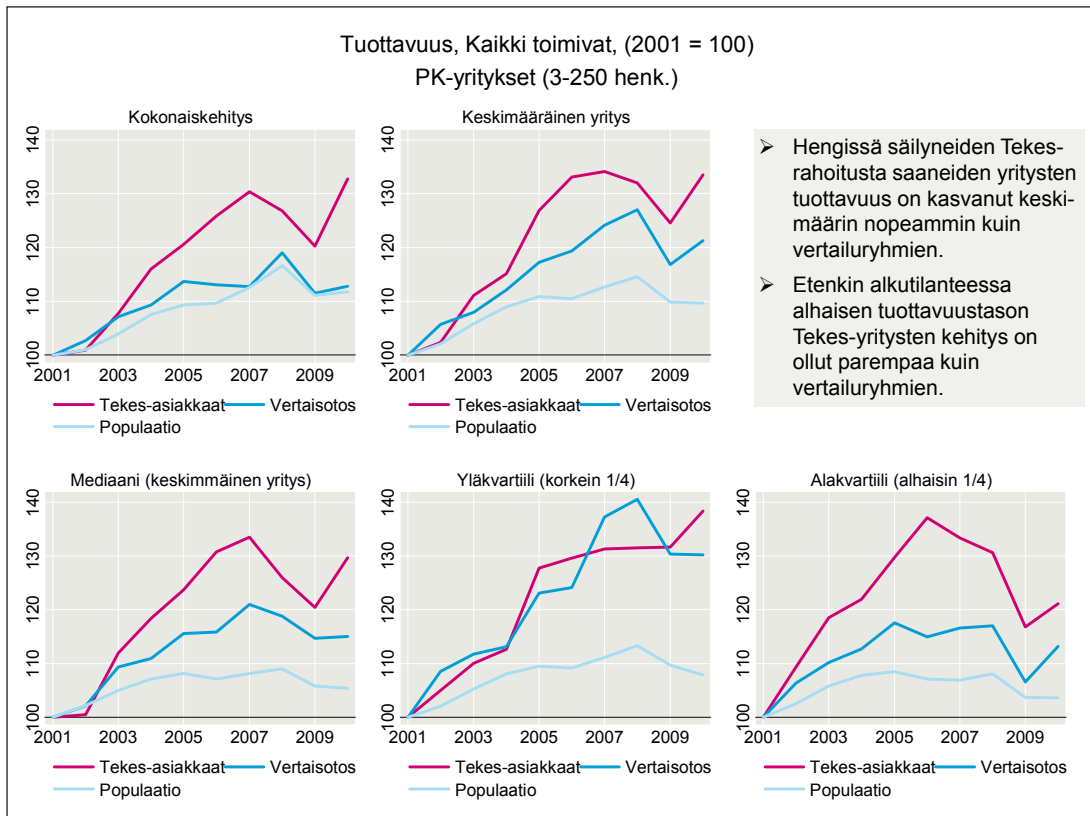 Tuottavuus, Kaikki toimivat, (2001 = 100)
PK-yritykset (3-250 henk.)
Kokonaiskehitys
140
130
120
110
100
2001 2003 2005 2007 2009
Tekes-asiakkaat Vertaisotos
Populaatio
Keskimääräinen yritys
140
130
120
110
100
2001 2003 2005 2007 2009
Tekes-asiakkaat Vertaisotos
Populaatio
➢ Hengissä säilyneiden Tekes-
rahoitusta saaneiden yritysten
tuottavuus on kasvanut keski-
määrin nopeammin kuin
vertailuryhmien.
➢ Etenkin alkutilanteessa
alhaisen tuottavuustason
Tekes-yritysten kehitys on
ollut parempaa kuin
vertailuryhmien.
Mediaani (keskimmäinen yritys)
140
130
120
110
100
2001 2003 2005 2007 2009
Tekes-asiakkaat Vertaisotos
Populaatio
Yläkvartiili (korkein 1/4)
140
130
120
110
100
2001 2003 2005 2007 2009
Tekes-asiakkaat Vertaisotos
Populaatio
Alakvartiili (alhaisin 1/4)
140
130
120
110
100
2001 2003 2005 2007 2009
Tekes-asiakkaat Vertaisotos
Populaatio